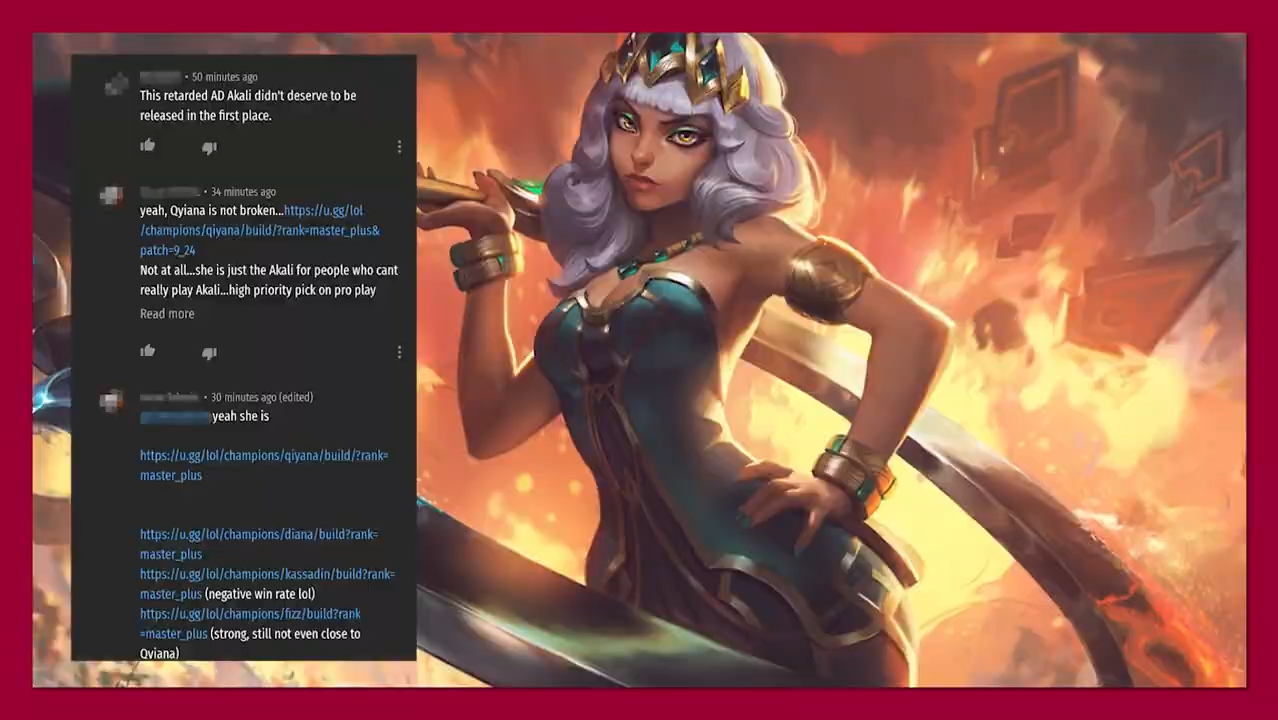 • 50 minutes ago
This retarded AD Akali didn't deserve to be
released in the first place.
• 34 minutes ago
yeah, Qyiana is not broken...https://u.gg/lol
/champions/qiyana/build/?rank=master_plus&
patch=9_24
Not at all...she is just the Akali for people who cant
really play Akali...high priority pick on pro play
Read more
• 30 minutes ago (edited)
yeah she is
https://u.gg/lol/champions/qiyana/build/?rank=
master_plus
https://u.gg/lol/champions/diana/build?rank=
master_plus
https://u.gg/lol/champions/kassadin/build?rank=
master_plus (negative win rate lol)
https://u.gg/lol/champions/fizz/build?rank
=master_plus (strong, still not even close to
Qviana)